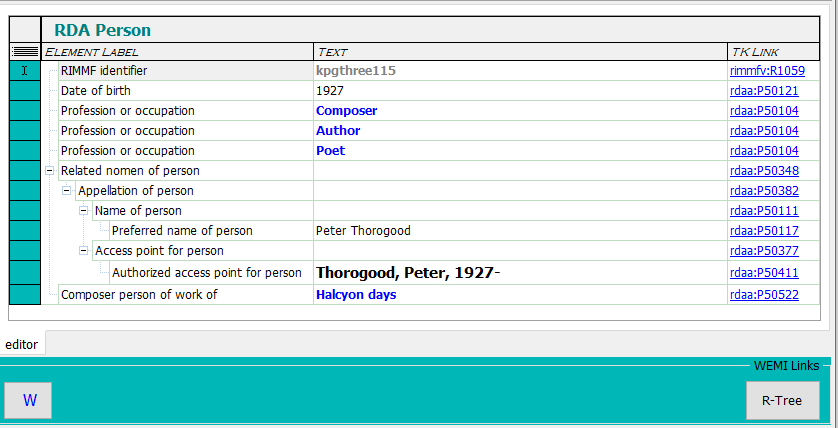 RDA Person
Element Label Text TK Link
RIMMF identifier kpgthree115 rimmfv:R1059
Date of birth 1927 rdaa:P50121
Profession or occupation Composer rdaa:P50104
Profession or occupation Author rdaa:P50104
Profession or occupation Poet rdaa:P50104
Related nomen of person rdaa:P50348
Appellation of person rdaa:P50382
Name of person rdaa:P50111
Preferred name of person Peter Thorogood rdaa:P50117
Access point for person rdaa:P50377
Authorized access point for person Thorogood, Peter, 1927- rdaa:P50411
Composer person of work of Halcyon days rdaa:P50522
editor
WEMI Links
W R-Tree